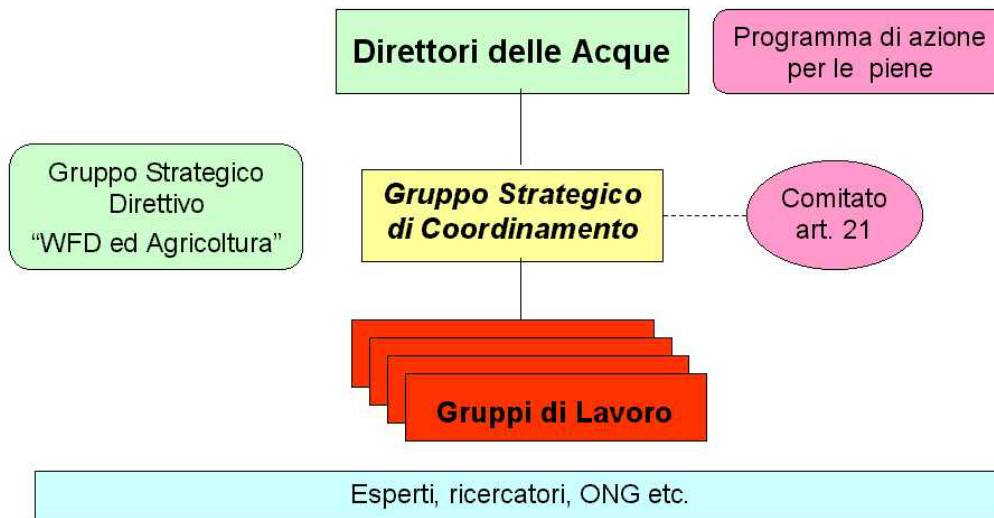 Direttori delle Acque
Programma di azione
per le piene
Gruppo Strategico
Direttivo
“WFD ed Agricoltura”
Gruppo Strategico
di Coordinamento
Comitato
art. 21
Gruppi di Lavoro
Esperti, ricercatori, ONG etc.